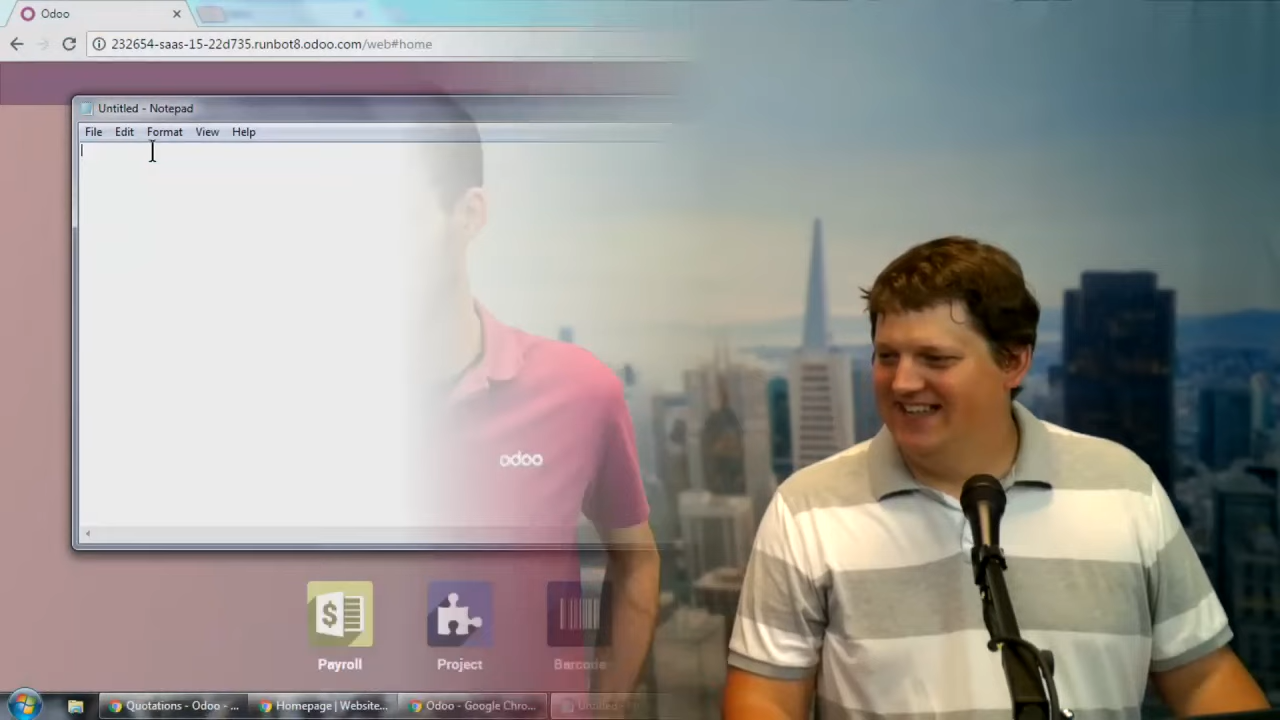 Odoo
232654-saas-15-22d735.runbot8.odoo.com/web#home
Untitled - Notepad
File Edit Format View Help
odoo
Payroll Project Barcode
Quotations - Odoo - ... Homepage | Website... Odoo - Google Chro... Untitled -